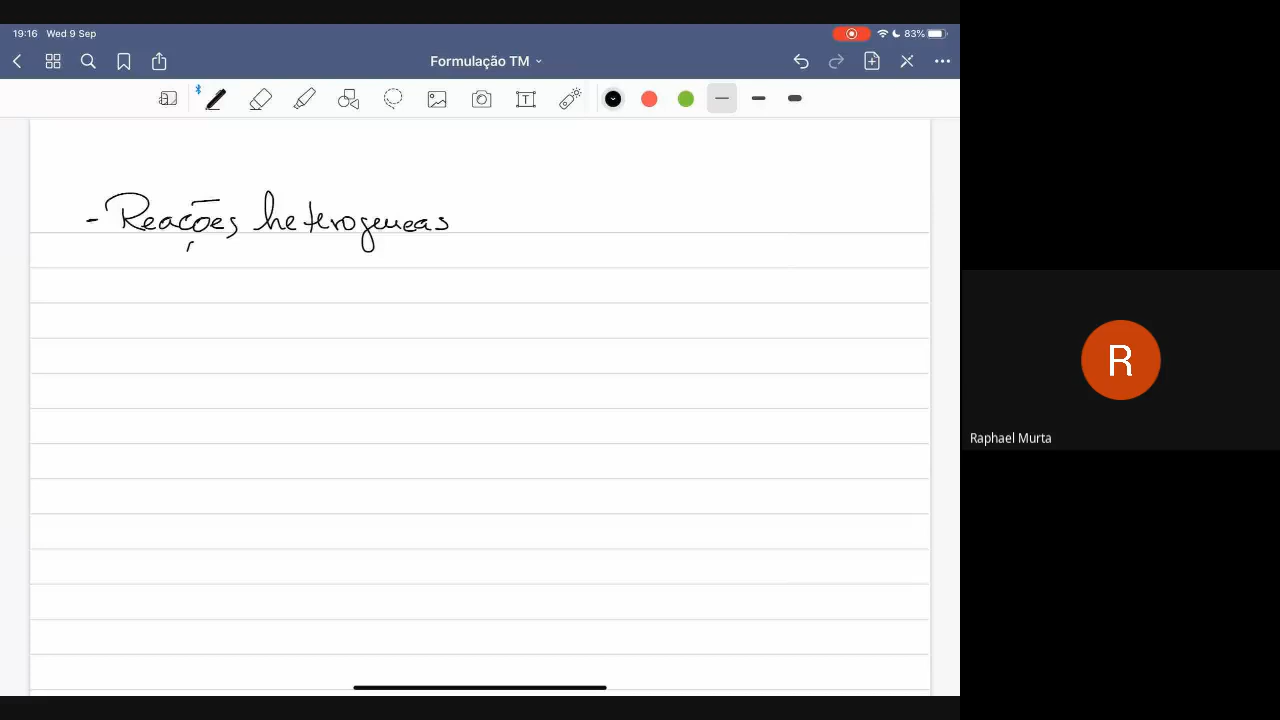 19:16 Wed 9 Sep
83%
Formulação TM
T
- Reações heterogeneas
R
Raphael Murta